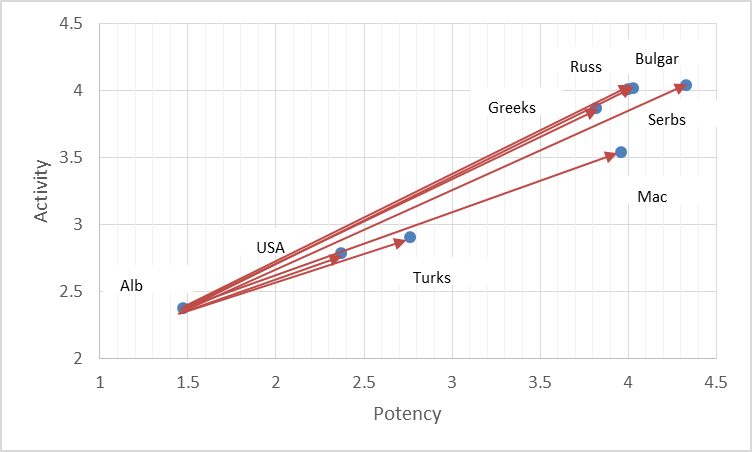 4.5
Bulgar
Russ
4
Greeks
Serbs
3.5
Mac
Activity
3
USA
Turks
Alb
2.5
2
1 1.5 2 2.5 3 3.5 4 4.5
Potency